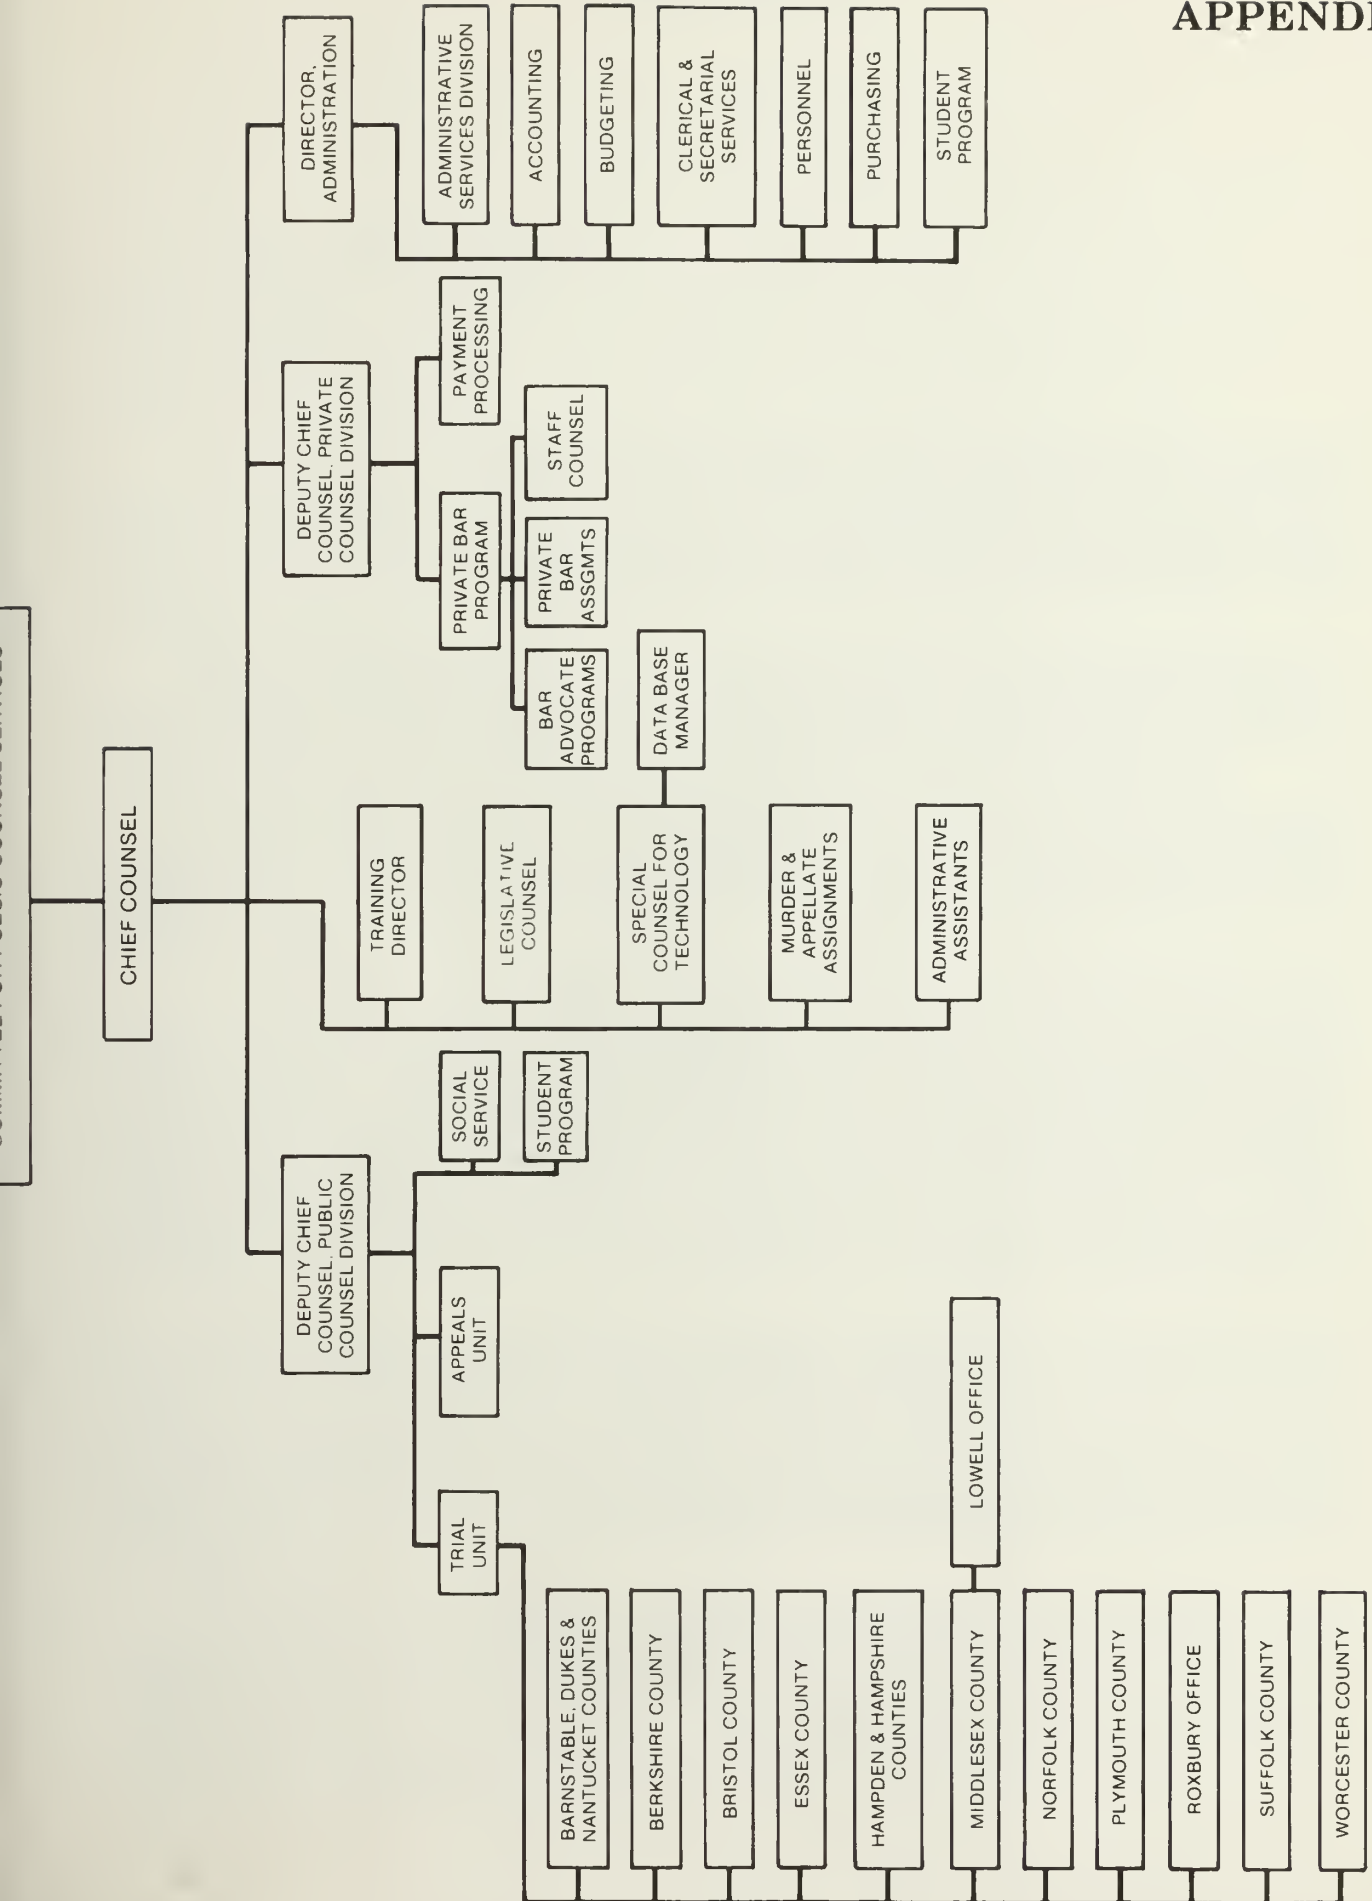 APPENDI
CHIEF COUNSEL
DEPUTY CHIEF
COUNSEL. PUBLIC
COUNSEL DIVISION
TRIAL
UNIT
APPEALS
UNIT
SOCIAL
SERVICE
STUDENT
PROGRAM
BARNSTABLE, DUKES &
NANTUCKET COUNTIES
BERKSHIRE COUNTY
BRISTOL COUNTY
ESSEX COUNTY
HAMPDEN & HAMPSHIRE
COUNTIES
MIDDLESEX COUNTY
LOWELL OFFICE
NORFOLK COUNTY
PLYMOUTH COUNTY
ROXBURY OFFICE
SUFFOLK COUNTY
WORCESTER COUNTY
TRAINING
DIRECTOR
LEGISLATIVE
COUNSEL
SPECIAL
COUNSEL FOR
TECHNOLOGY
DATA BASE
MANAGER
MURDER &
APPELLATE
ASSIGNMENTS
ADMINISTRATIVE
ASSISTANTS
DEPUTY CHIEF
COUNSEL. PRIVATE
COUNSEL DIVISION
PRIVATE BAR
PROGRAM
PAYMENT
PROCESSING
BAR
ADVOCATE
PROGRAMS
PRIVATE
BAR
ASSGMTS
STAFF
COUNSEL
DIRECTOR,
ADMINISTRATION
ADMINISTRATIVE
SERVICES DIVISION
ACCOUNTING
BUDGETING
CLERICAL &
SECRETARIAL
SERVICES
PERSONNEL
PURCHASING
STUDENT
PROGRAM